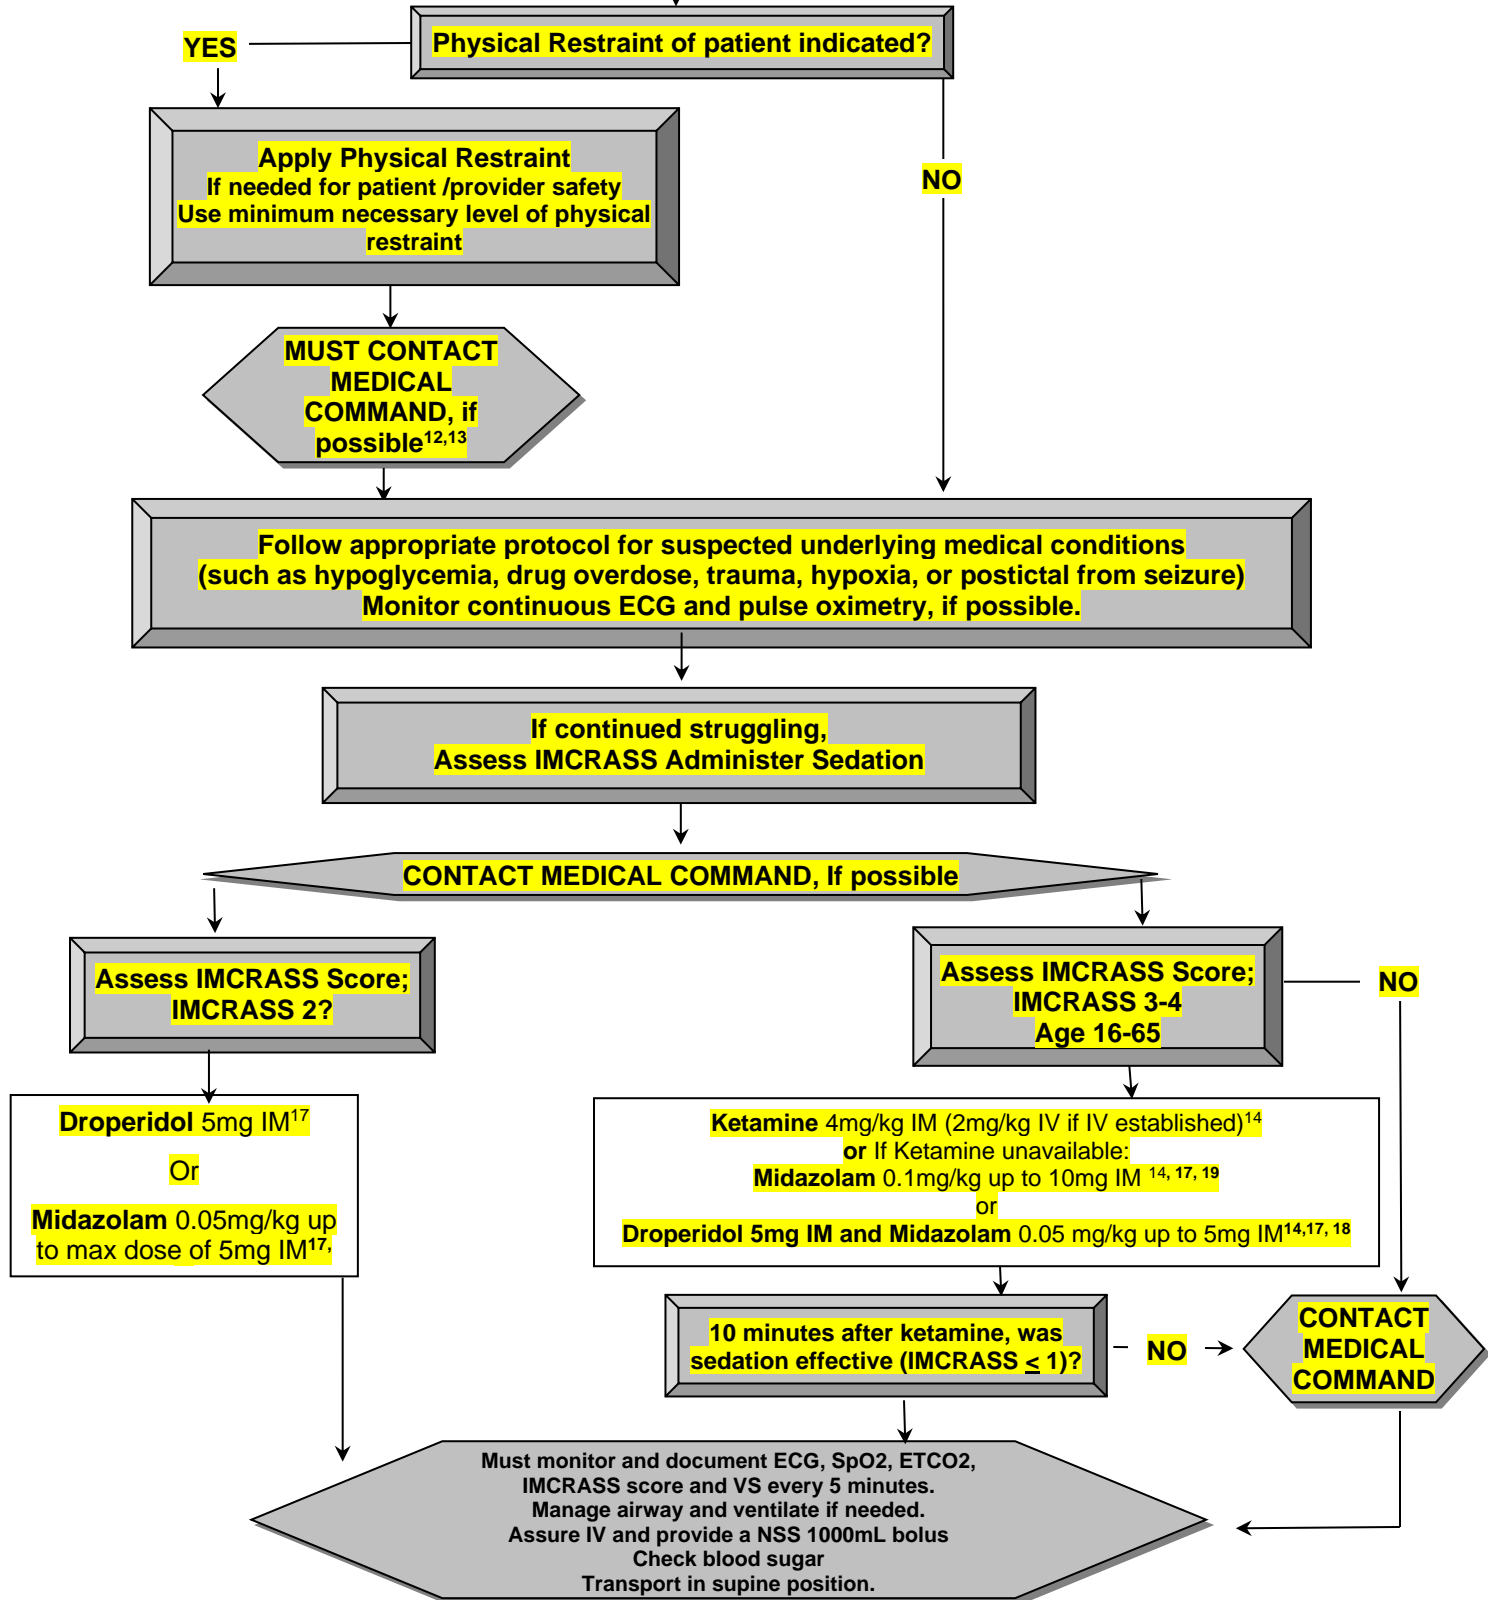 Physical Restraint of patient indicated?
YES
Apply Physical Restraint
If needed for patient /provider safety
Use minimum necessary level of physical
restraint
NO
MUST CONTACT
MEDICAL
COMMAND, if
possible12,13
Follow appropriate protocol for suspected underlying medical conditions
(such as hypoglycemia, drug overdose, trauma, hypoxia, or postictal from seizure)
Monitor continuous ECG and pulse oximetry, if possible.
If continued struggling,
Assess IMCRASS Administer Sedation
CONTACT MEDICAL COMMAND, If possible
Assess IMCRASS Score;
IMCRASS 2?
Assess IMCRASS Score;
IMCRASS 3-4
Age 16-65
NO
Droperidol 5mg IM17
Or
Midazolam 0.05mg/kg up
to max dose of 5mg IM17,
Ketamine 4mg/kg IM (2mg/kg IV if IV established)14
or If Ketamine unavailable:
Midazolam 0.1mg/kg up to 10mg IM 14, 17, 19
or
Droperidol 5mg IM and Midazolam 0.05 mg/kg up to 5mg IM14,17, 18
10 minutes after ketamine, was
sedation effective (IMCRASS ≤ 1)?
NO
CONTACT
MEDICAL
COMMAND
Must monitor and document ECG, SpO2, ETCO2,
IMCRASS score and VS every 5 minutes.
Manage airway and ventilate if needed.
Assure IV and provide a NSS 1000mL bolus
Check blood sugar
Transport in supine position.